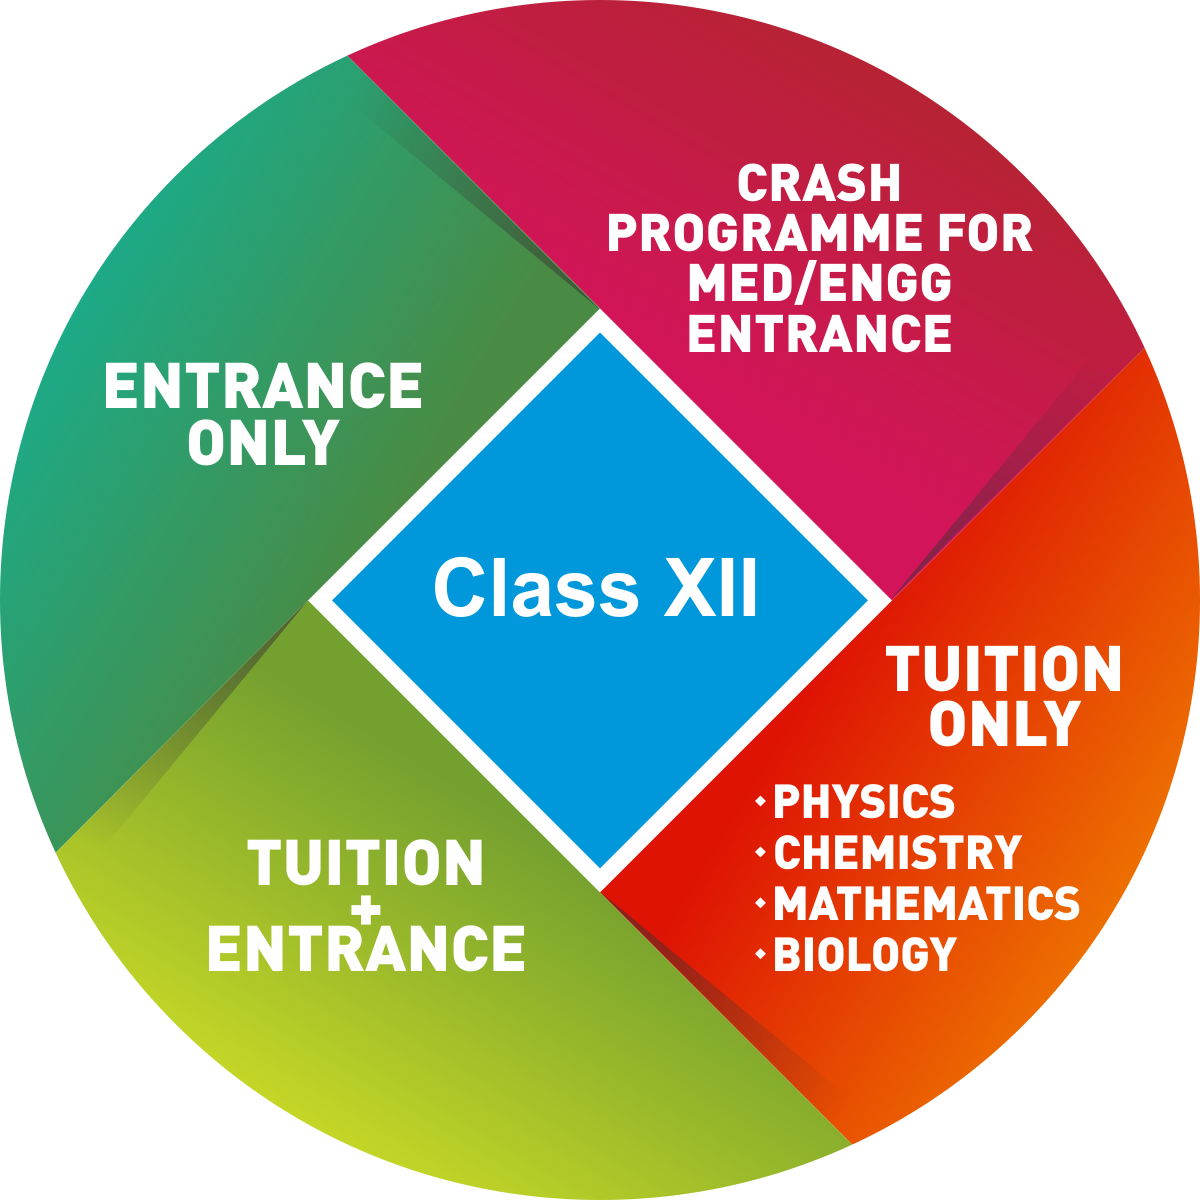 CRASH
PROGRAMME FOR
MED/ENGG
ENTRANCE
ENTRANCE
ONLY
Class XII
TUITION
ONLY
· PHYSICS
· CHEMISTRY
· MATHEMATICS
· BIOLOGY
TUITION
+
ENTRANCE